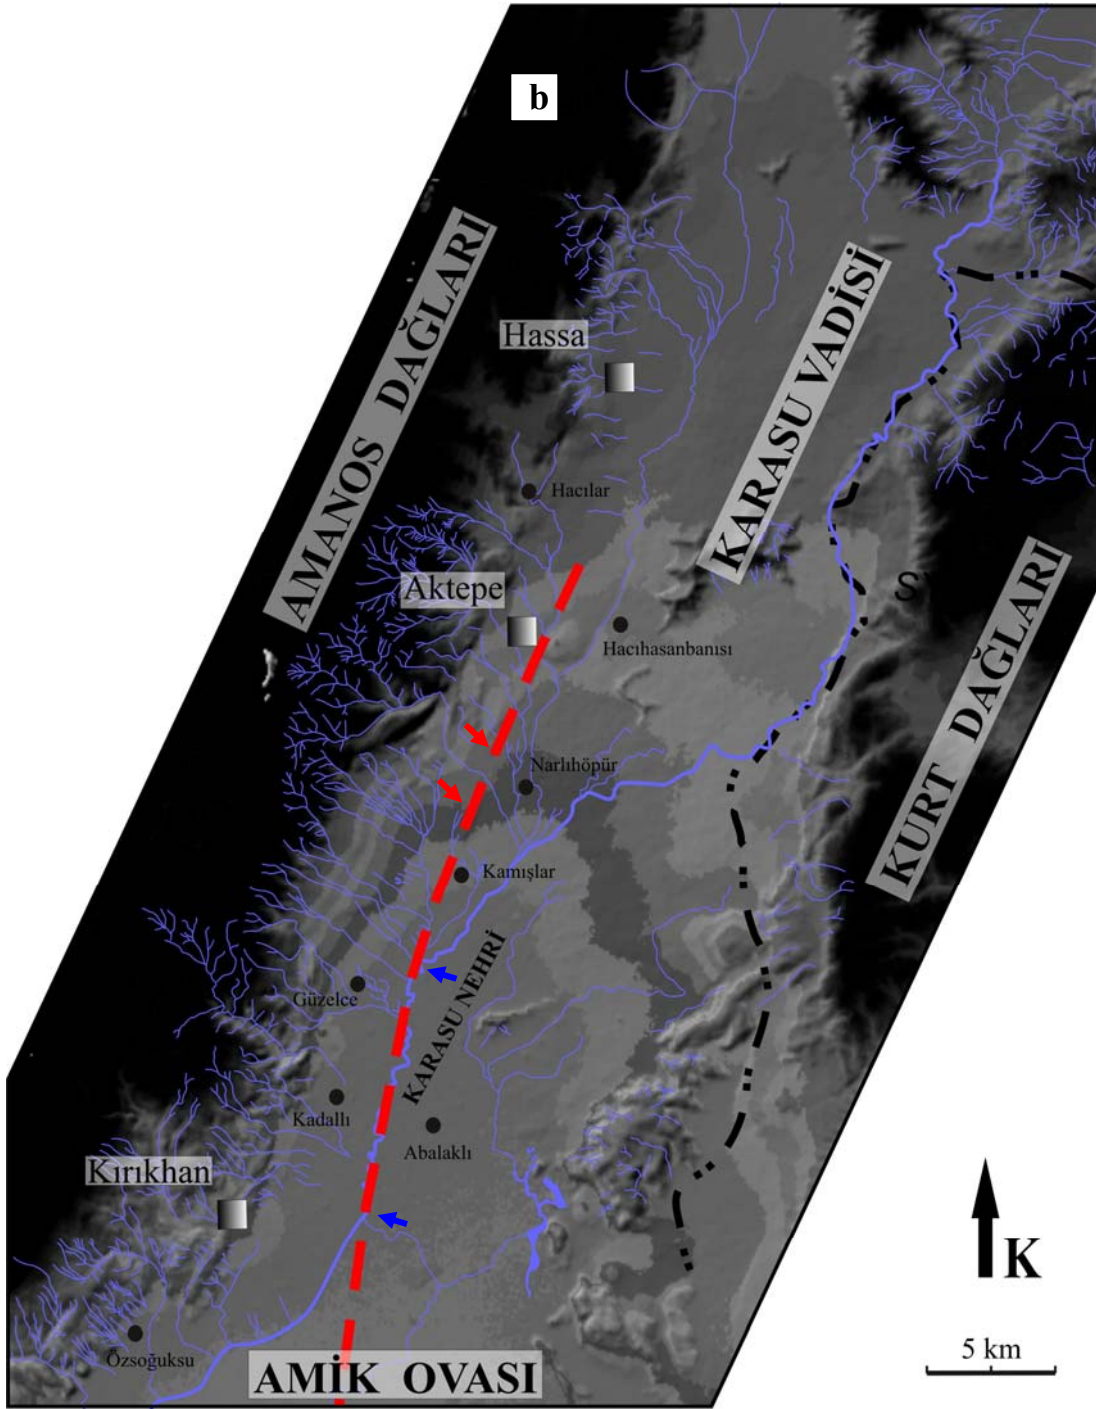 b
AMANOS DAĞLARI
Hassa
KARASU VADİSİ
Hacılar
Aktepe
S
Hacıhasanbanısı
KURT DAĞLARI
Narlıhöpür
Kamışlar
KARASU NEHRİ
Güzelce
Kadallı
Abalaklı
Kırıkhan
K
Özsoğuksu
5 km
AMİK OVASI